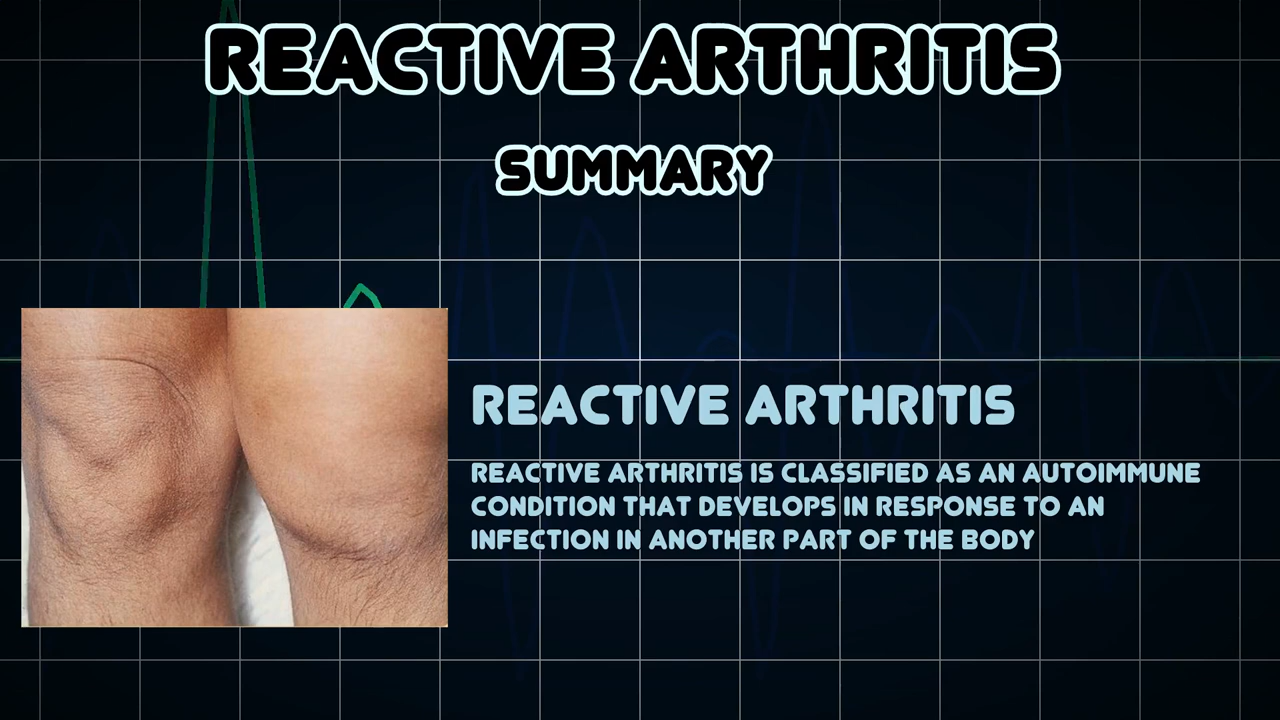 REACTIVE ARTHRITIS
SUMMARY
REACTIVE ARTHRITIS
REACTIVE ARTHRITIS IS CLASSIFIED AS AN AUTOIMMUNE
CONDITION THAT DEVELOPS IN RESPONSE TO AN
INFECTION IN ANOTHER PART OF THE BODY